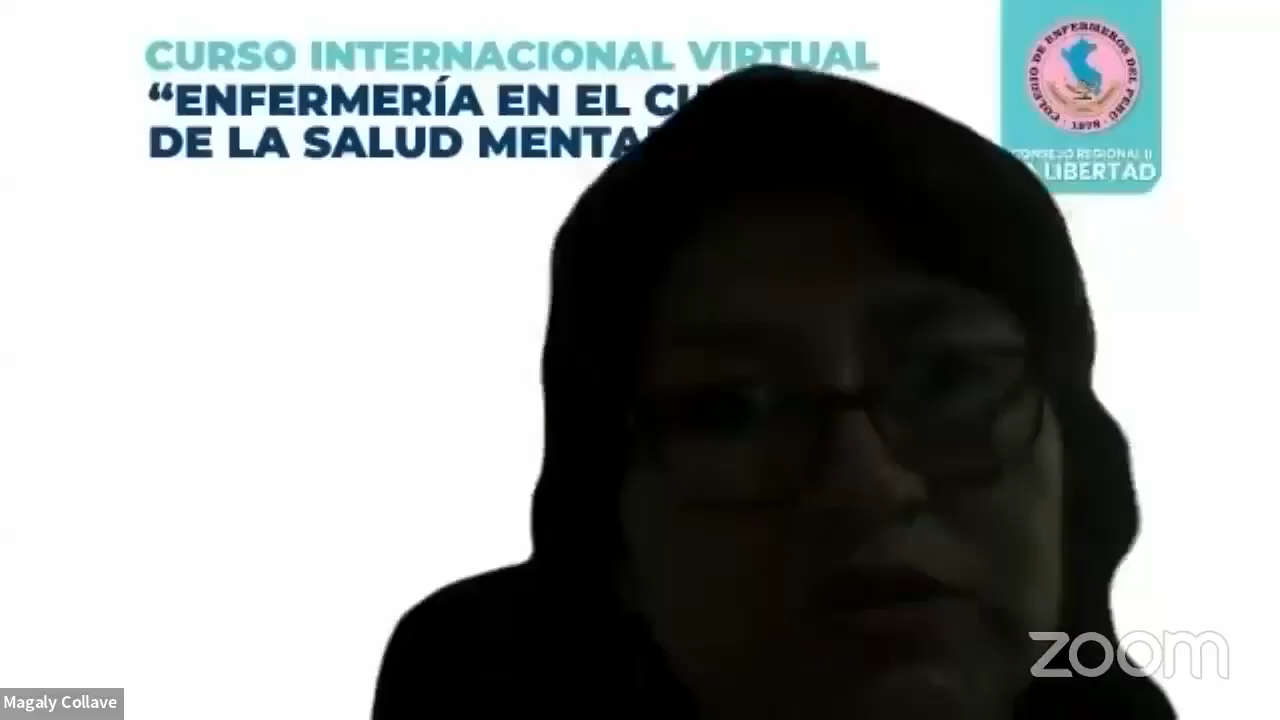 CURSO INTERNACIONAL VIRTUAL
“ENFERMERÍA EN EL CU
DE LA SALUD MENTA
COLEGIO DE ENFERMEROS DEL PERÚ
· 1978 ·
CONSEJO REGIONAL II
LA LIBERTAD
zoom
Magaly Collave